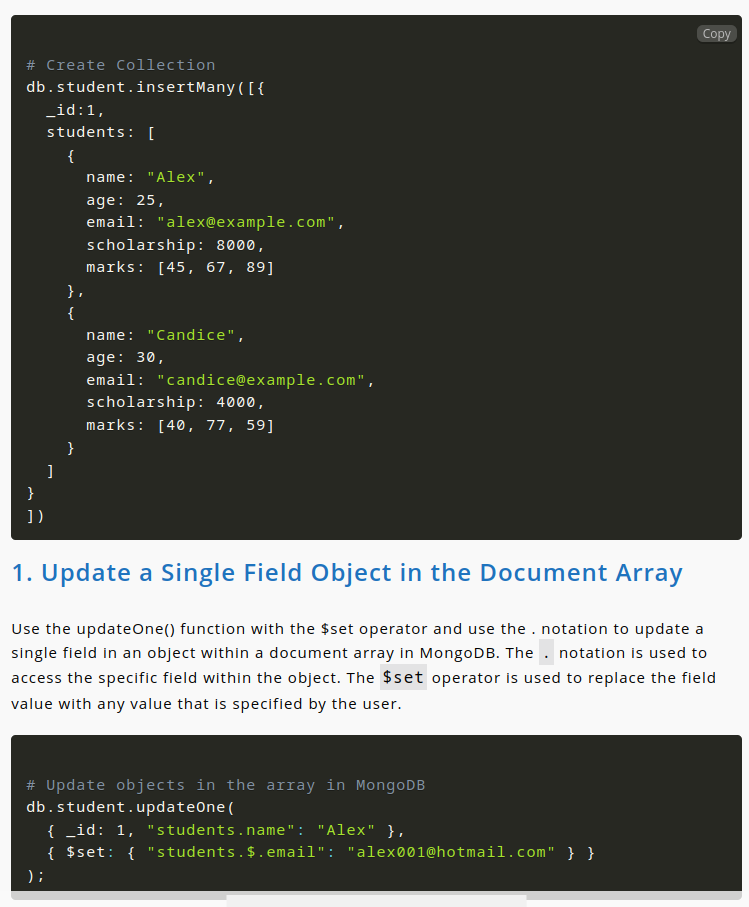 Copy
# Create Collection
db.student.insertMany([{
  _id:1,
  students: [
    {
      name: "Alex",
      age: 25,
      email: "alex@example.com",
      scholarship: 8000,
      marks: [45, 67, 89]
    },
    {
      name: "Candice",
      age: 30,
      email: "candice@example.com",
      scholarship: 4000,
      marks: [40, 77, 59]
    }
  ]
}
])
1. Update a Single Field Object in the Document Array
Use the updateOne() function with the $set operator and use the . notation to update a
single field in an object within a document array in MongoDB. The . notation is used to
access the specific field within the object. The $set operator is used to replace the field
value with any value that is specified by the user.
# Update objects in the array in MongoDB
db.student.updateOne(
  { _id: 1, "students.name": "Alex" },
  { $set: { "students.$.email": "alex001@hotmail.com" } }
);